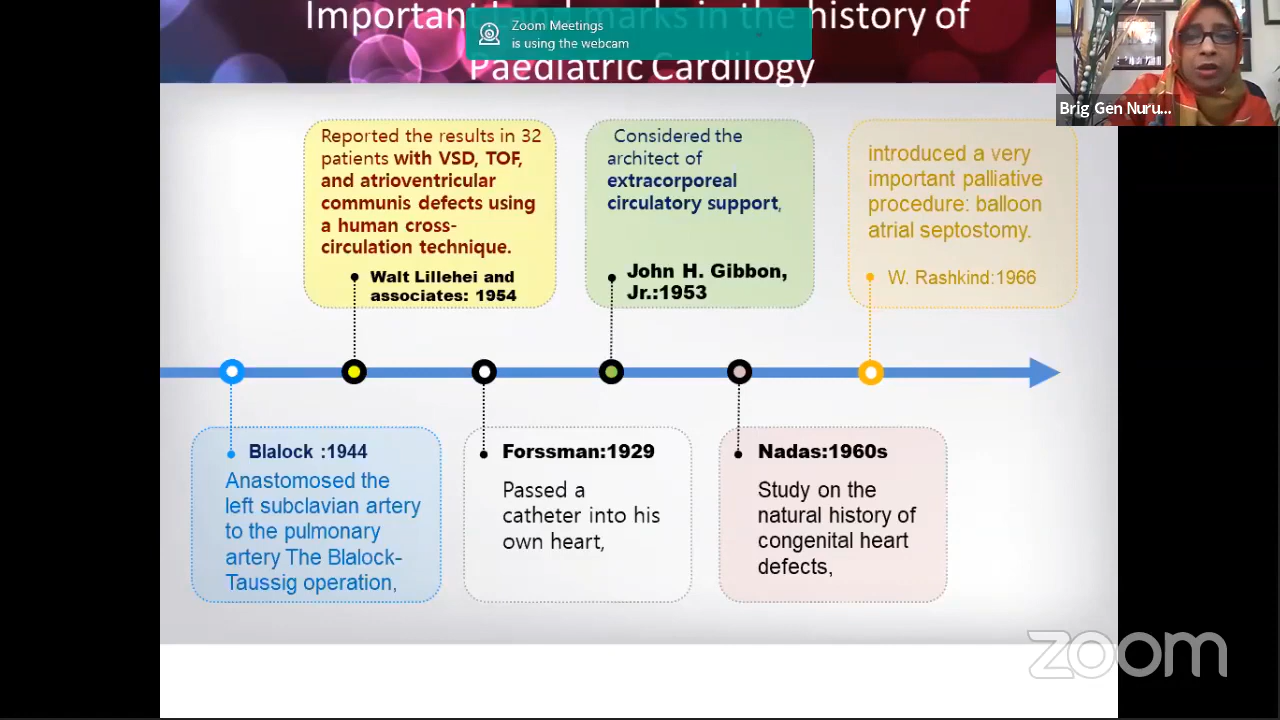 Important Landmarks in the history of
Paediatric Cardilogy
Zoom Meetings
is using the webcam
Brig Gen Nuru...
Reported the results in 32
patients with VSD, TOF,
and atrioventricular
communis defects using
a human cross-
circulation technique.
Walt Lillehei and
associates: 1954
Considered the
architect of
extracorporeal
circulatory support,
John H. Gibbon,
Jr.:1953
introduced a very
important palliative
procedure: balloon
atrial septostomy.
W. Rashkind:1966
Blalock :1944
Anastomosed the
left subclavian artery
to the pulmonary
artery The Blalock-
Taussig operation,
Forssman:1929
Passed a
catheter into his
own heart,
Nadas:1960s
Study on the
natural history of
congenital heart
defects,
zoom